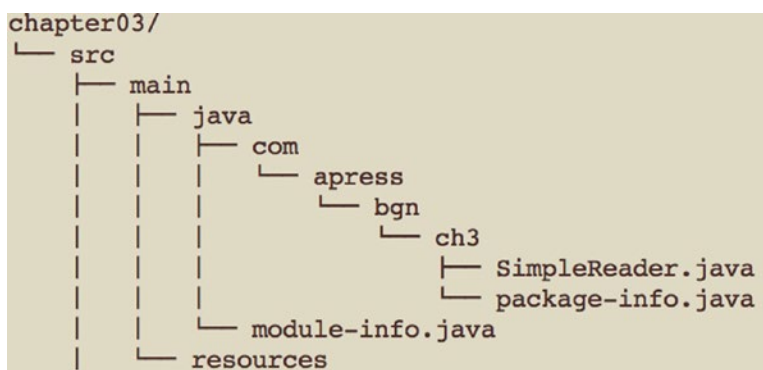 chapter03/
└── src
    ├── main
    │   ├── java
    │   │   ├── com
    │   │   │   └── apress
    │   │   │       └── bgn
    │   │   │           └── ch3
    │   │   │               ├── SimpleReader.java
    │   │   │               └── package-info.java
    │   │   └── module-info.java
    │   └── resources